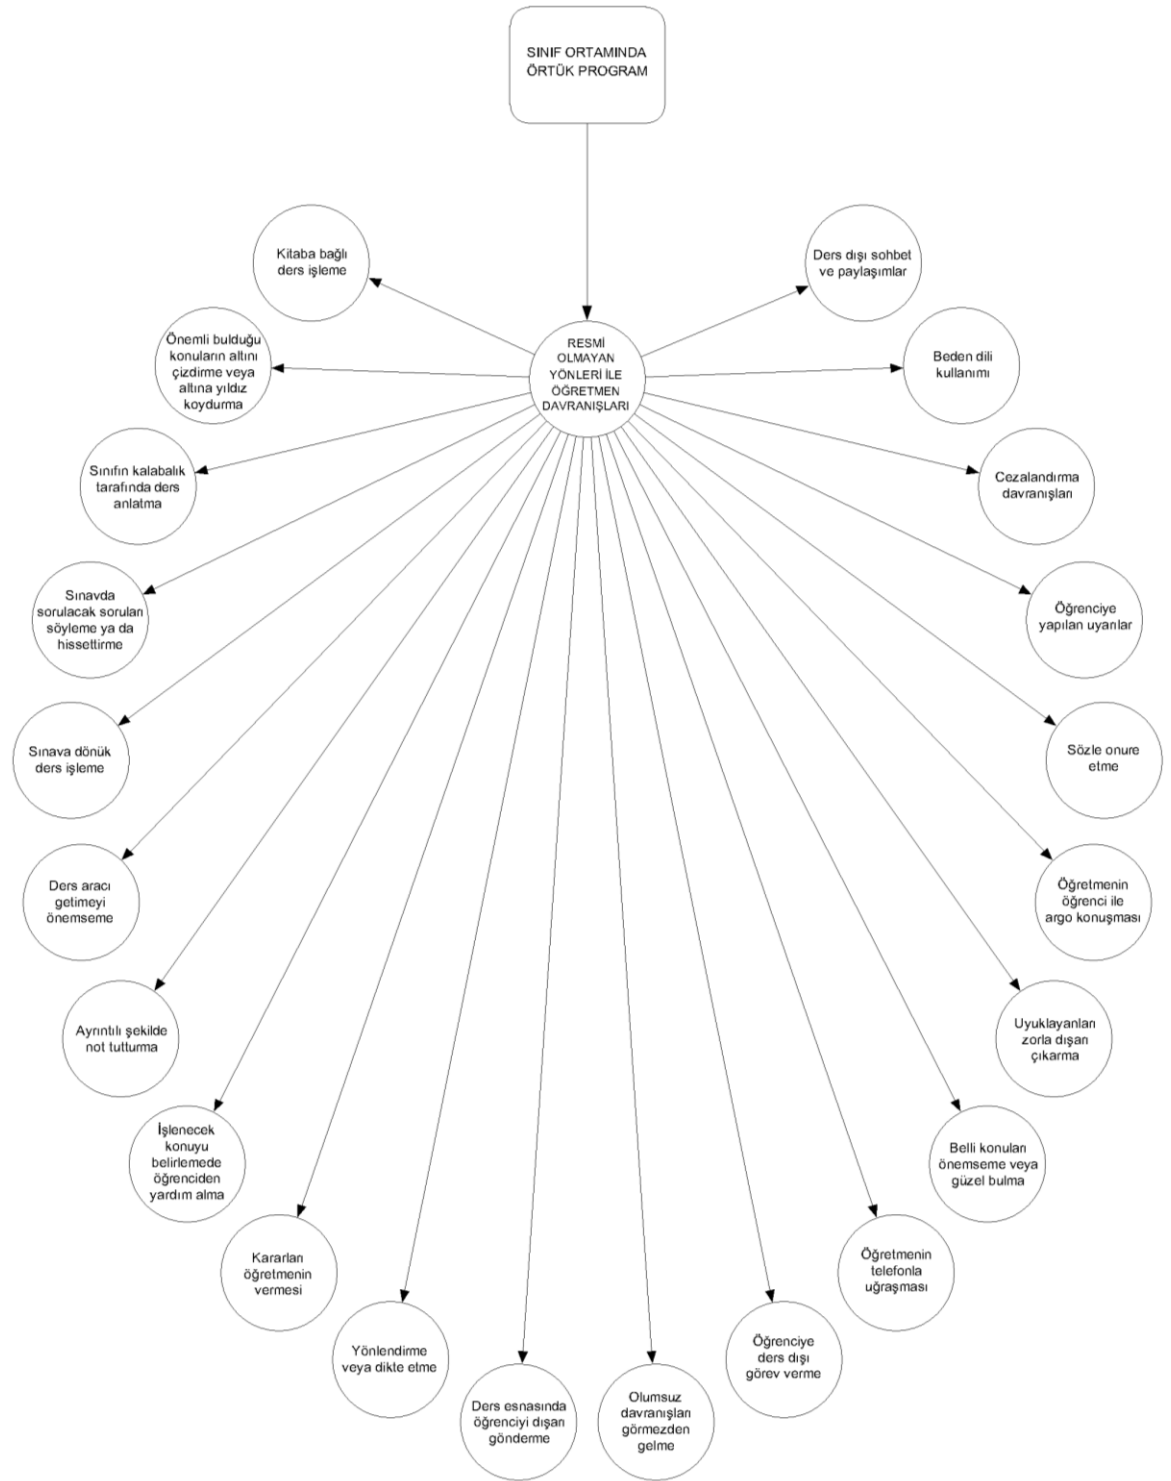 SINIF ORTAMINDA
ÖRTÜK PROGRAM
Kitaba bağlı
ders işleme
Ders dışı sohbet
ve paylaşımlar
Önemli bulduğu
konuların altını
çizdirme veya
altına yıldız
koydurma
RESMİ
OLMAYAN
YÖNLERİ İLE
ÖĞRETMEN
DAVRANIŞLARI
Beden dili
kullanımı
Sınıfın kalabalık
tarafında ders
anlatma
Cezalandırma
davranışları
Sınavda
sorulacak soruları
söyleme ya da
hissettirme
Öğrenciye
yapılan uyarılar
Sınava dönük
ders işleme
Sözle onure
etme
Ders aracı
getimeyi
önemseme
Öğretmenin
öğrenci ile
argo konuşması
Ayrıntılı şekilde
not tutturma
Uyuklayanları
zorla dışarı
çıkarma
İşlenecek
konuyu
belirlemede
öğrenciden
yardım alma
Belli konuları
önemseme veya
güzel bulma
Kararları
öğretmenin
vermesi
Öğretmenin
telefonla
uğraşması
Yönlendirme
veya dikte etme
Öğrenciye
ders dışı
görev verme
Ders esnasında
öğrenciyi dışarı
gönderme
Olumsuz
davranışları
görmezden
gelme